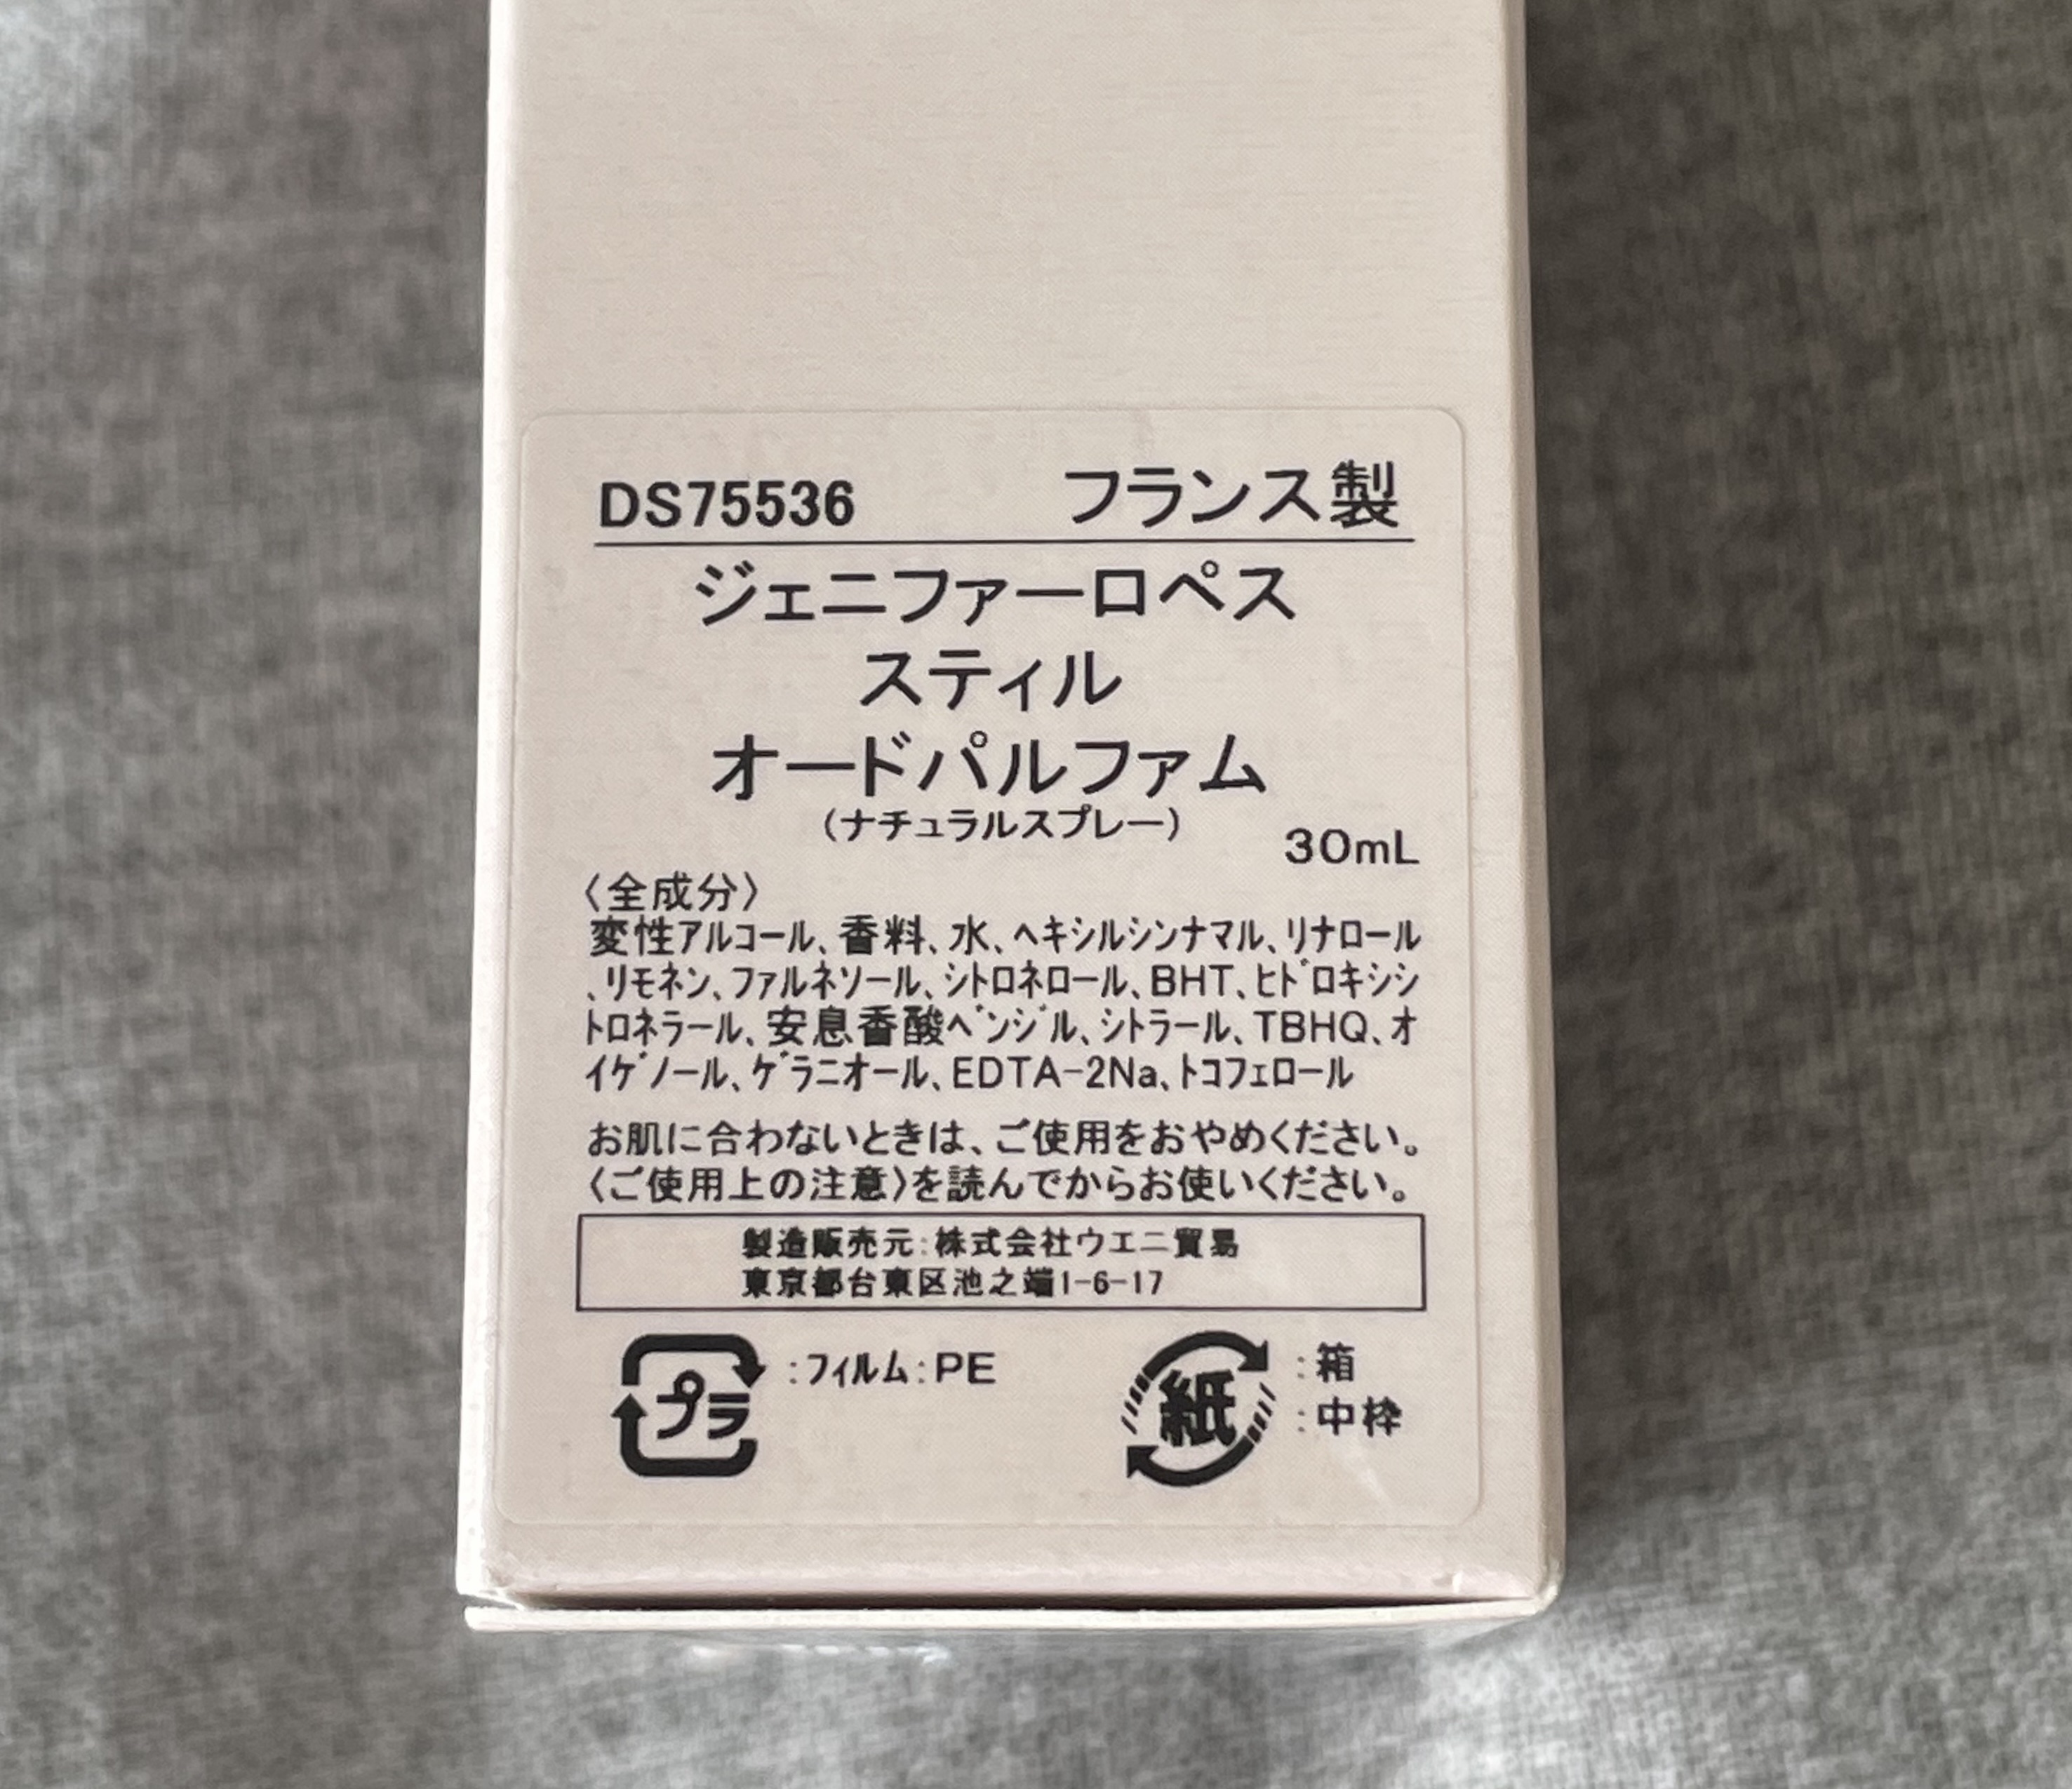 DS75536 フランス製
ジェニファーロペス
スティル
オードパルファム
(ナチュラルスプレー)
30mL
〈全成分〉
変性アルコール、香料、水、ヘキシルシンナマル、リナロール
、リモネン、ファルネソール、シトロネロール、BHT、ヒドロキシシ
トロネラール、安息香酸ベンジル、シトラール、TBHQ、オ
イゲノール、ゲラニオール、EDTA-2Na、トコフェロール
お肌に合わないときは、ご使用をおやめください。
〈ご使用上の注意〉を読んでからお使いください。
製造販売元:株式会社ウエニ貿易
東京都台東区池之端1-6-17
プラ :フィルム:PE
紙 :箱
:中枠